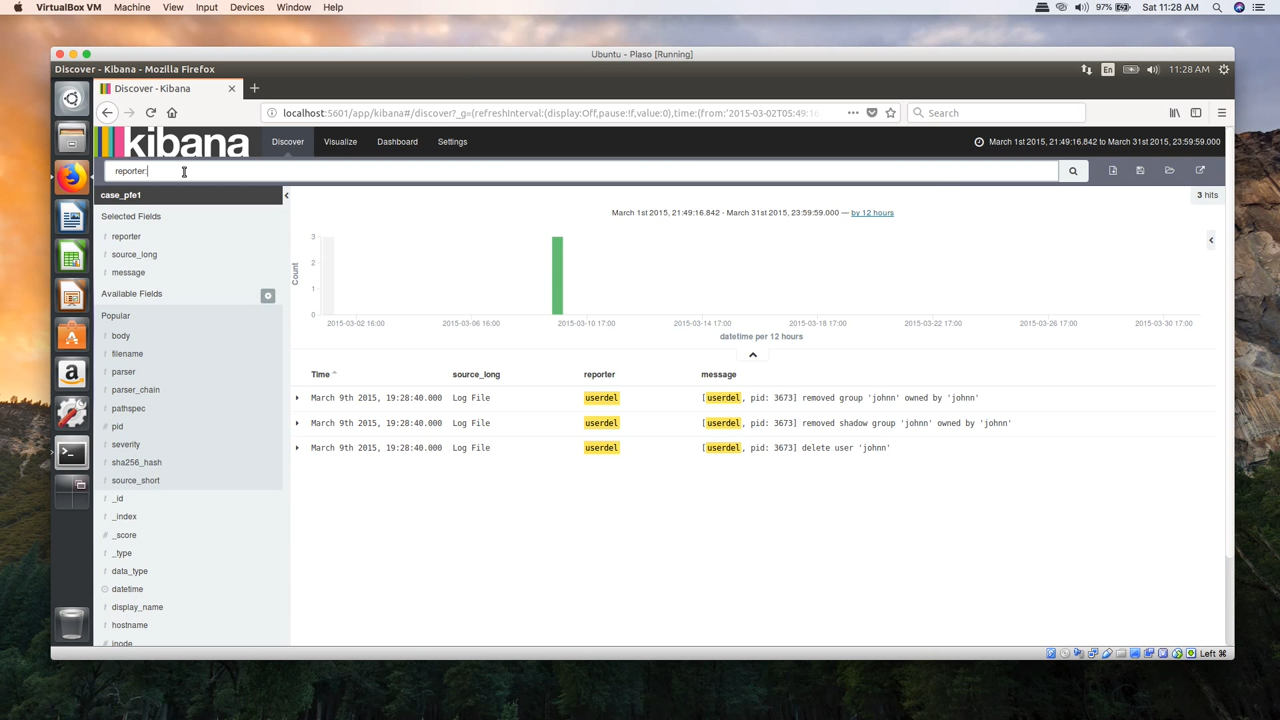 VirtualBox VM Machine View Input Devices Window Help 97% Sat 11:28 AM
Ubuntu - Plaso [Running]
Discover - Kibana - Mozilla Firefox En 11:28 AM
Discover - Kibana
localhost:5601/app/kibana#/discover?_g=(refreshInterval:(display:Off,pause:!f,value:0),time:(from:'2015-03-02T05:49:16 Search
kibana Discover Visualize Dashboard Settings March 1st 2015, 21:49:16.842 to March 31st 2015, 23:59:59.000
reporter:
case_pfe1
3 hits
Selected Fields
March 1st 2015, 21:49:16.842 - March 31st 2015, 23:59:59.000 — by 12 hours
reporter
source_long
message
Available Fields
Popular
body
filename
parser
parser_chain
pathspec
pid
severity
sha256_hash
source_short
_id
_index
_score
_type
data_type
datetime
display_name
hostname
inode
Count
3
2
1
0
2015-03-02 16:00 2015-03-06 16:00 2015-03-10 17:00 2015-03-14 17:00 2015-03-18 17:00 2015-03-22 17:00 2015-03-26 17:00 2015-03-30 17:00
datetime per 12 hours
Time source_long reporter message
March 9th 2015, 19:28:40.000 Log File userdel [userdel, pid: 3673] removed group 'johnn' owned by 'johnn'
March 9th 2015, 19:28:40.000 Log File userdel [userdel, pid: 3673] removed shadow group 'johnn' owned by 'johnn'
March 9th 2015, 19:28:40.000 Log File userdel [userdel, pid: 3673] delete user 'johnn'
Left ⌘